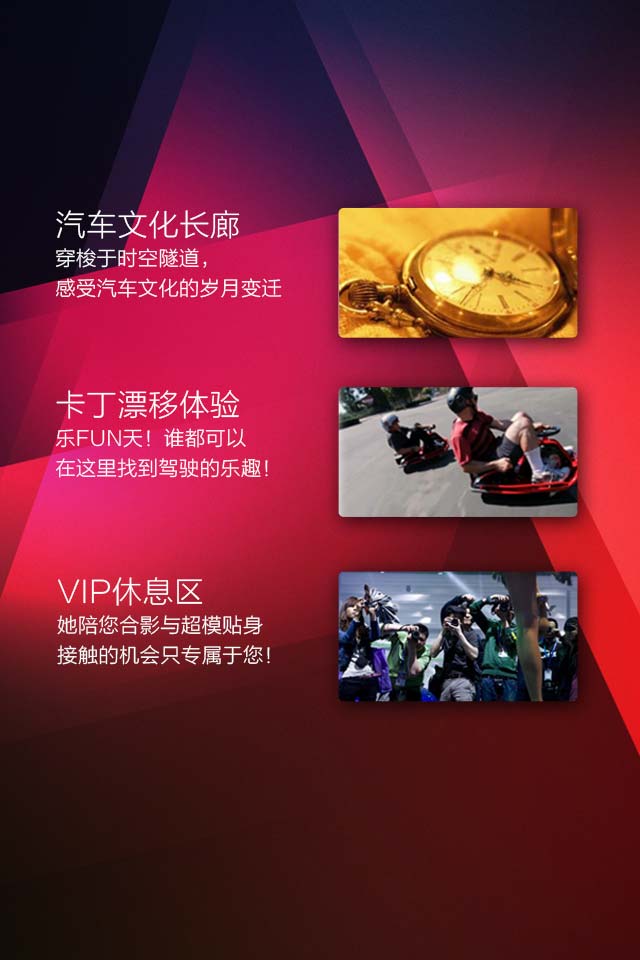 汽车文化长廊
穿梭于时空隧道，
感受汽车文化的岁月变迁
卡丁漂移体验
乐FUN天！谁都可以
在这里找到驾驶的乐趣！
VIP休息区
她陪您合影与超模贴身
接触的机会只专属于您！